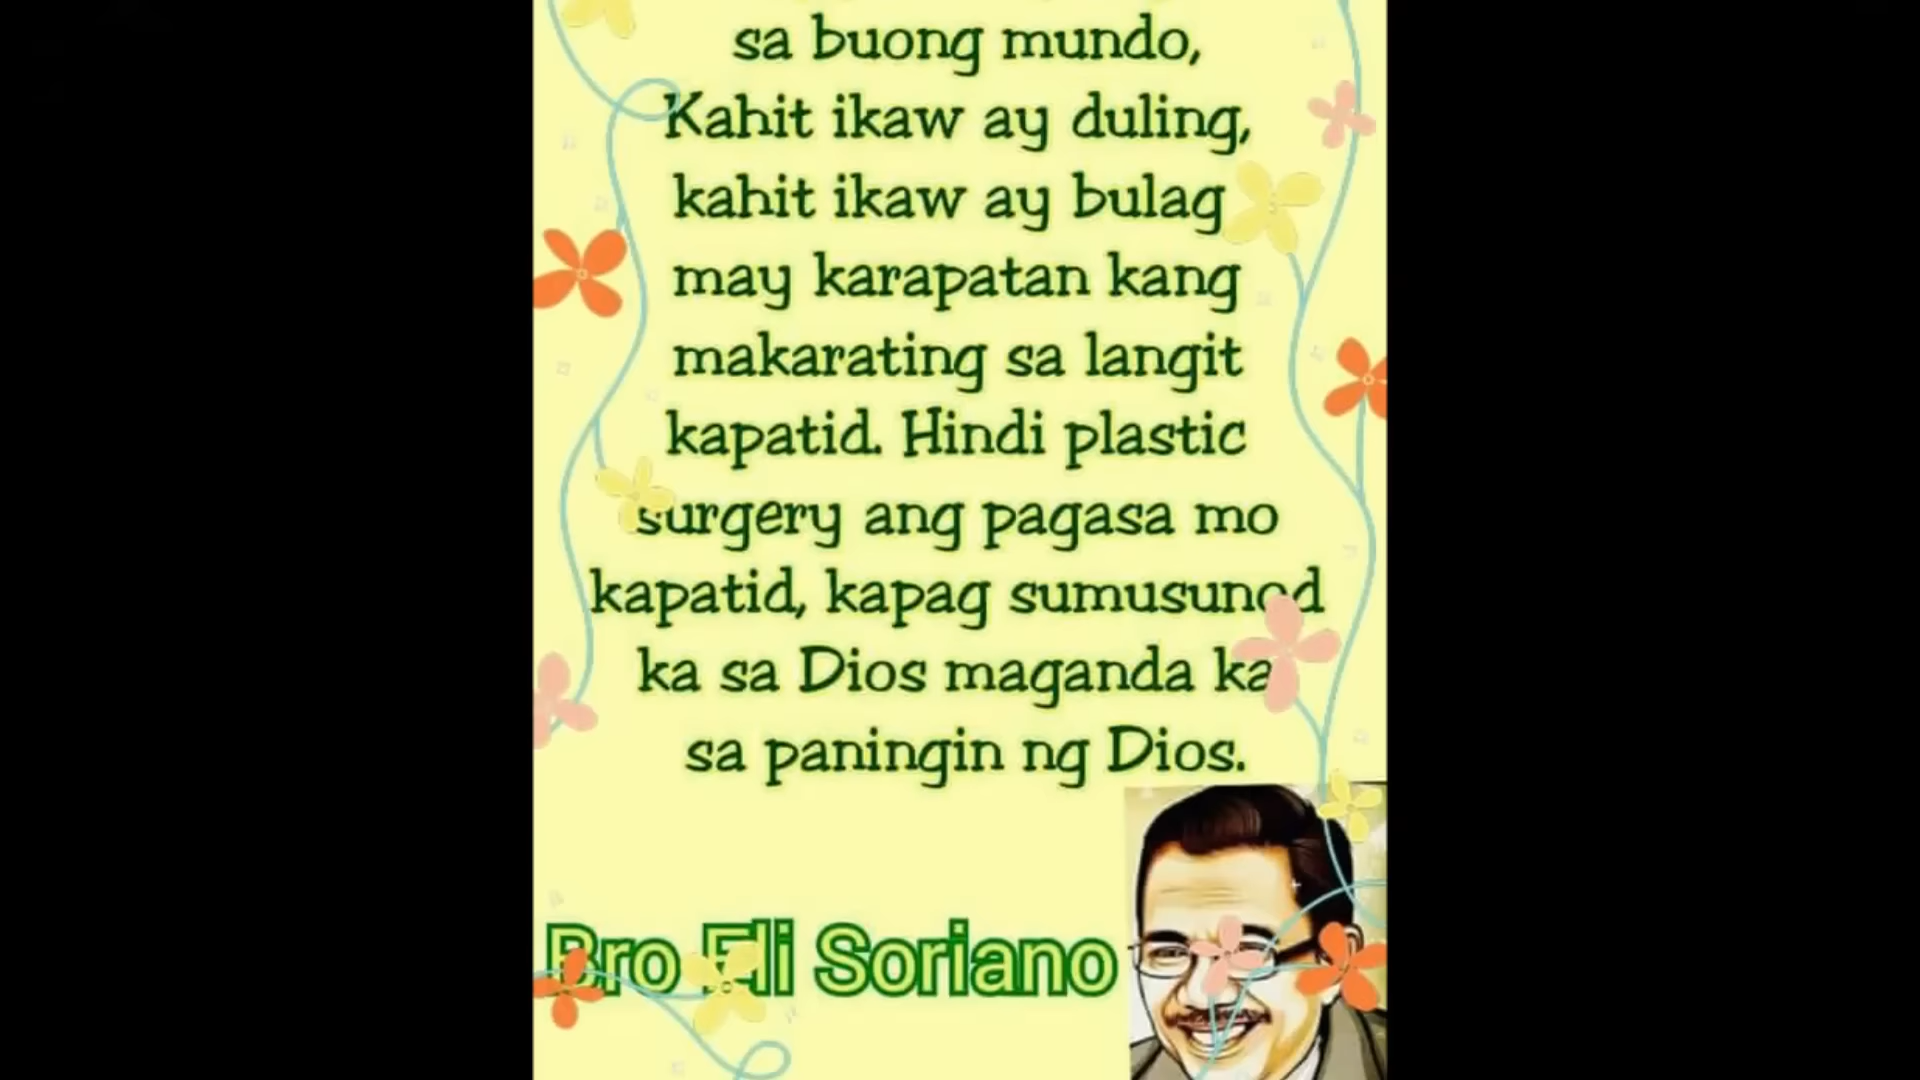 sa buong mundo,
Kahit ikaw ay duling,
kahit ikaw ay bulag
may karapatan kang
makarating sa langit
kapatid. Hindi plastic
surgery ang pagasa mo
kapatid, kapag sumusunod
ka sa Dios maganda ka
sa paningin ng Dios.
Bro Eli Soriano